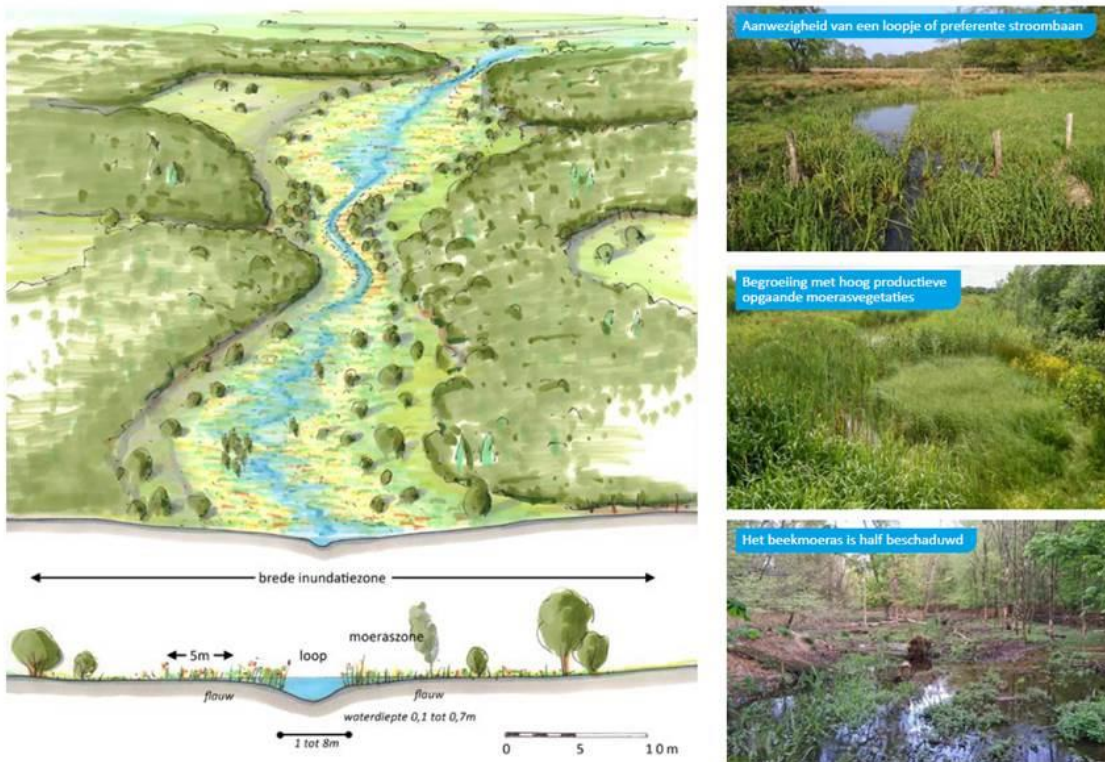 Aanwezigheid van een loopje of preferente stroombaan
Begroeiing met hoog productieve
opgaande moerasvegetaties
Het beekmoeras is half beschaduwd
brede inundatiezone
moeraszone
5m
loop
flauw
flauw
waterdiepte 0,1 tot 0,7m
1 tot 8m
0 5 10 m